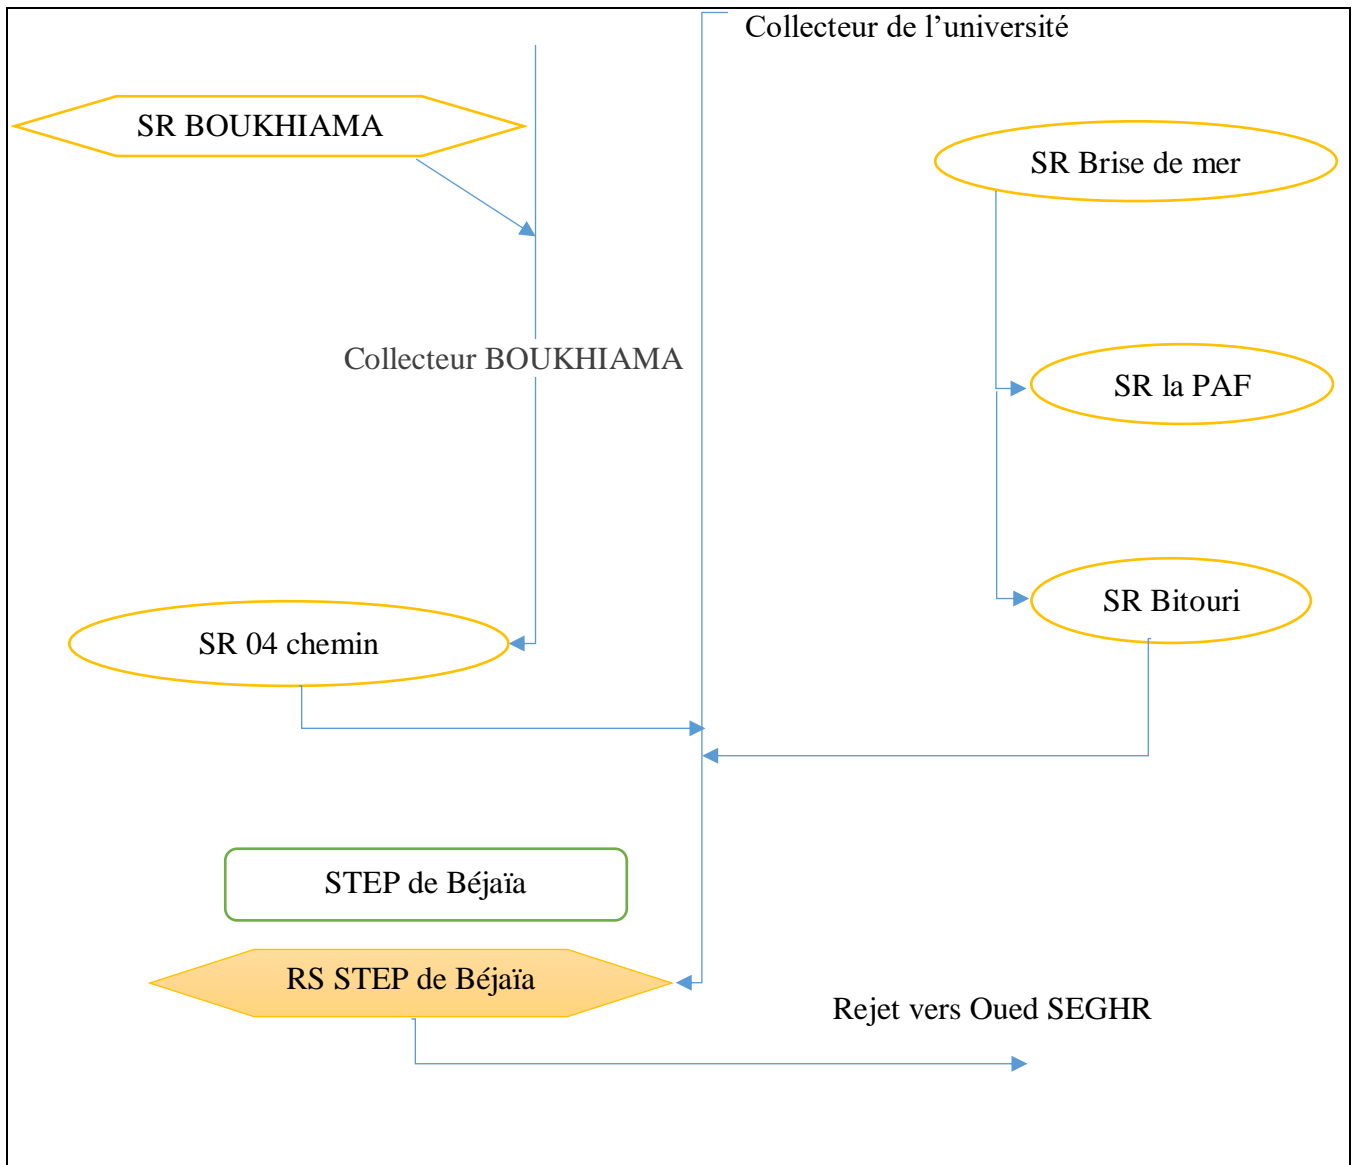 Collecteur de l’université
SR BOUKHIAMA
SR Brise de mer
Collecteur BOUKHIAMA
SR la PAF
SR Bitouri
SR 04 chemin
STEP de Béjaïa
RS STEP de Béjaïa
Rejet vers Oued SEGHR